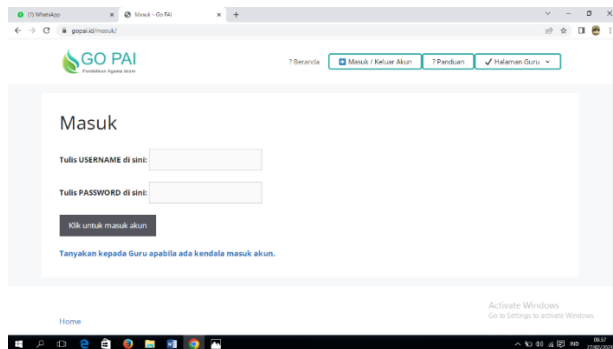 (1) WhatsApp
Masuk – Go PAI
gopai.id/masuk/
GO PAI
Pendidikan Agama Islam
? Beranda
Masuk / Keluar Akun
? Panduan
Halaman Guru
Masuk
Tulis USERNAME di sini:
Tulis PASSWORD di sini:
Klik untuk masuk akun
Tanyakan kepada Guru apabila ada kendala masuk akun.
Activate Windows
Go to Settings to activate Windows.
Home
IND
09.57